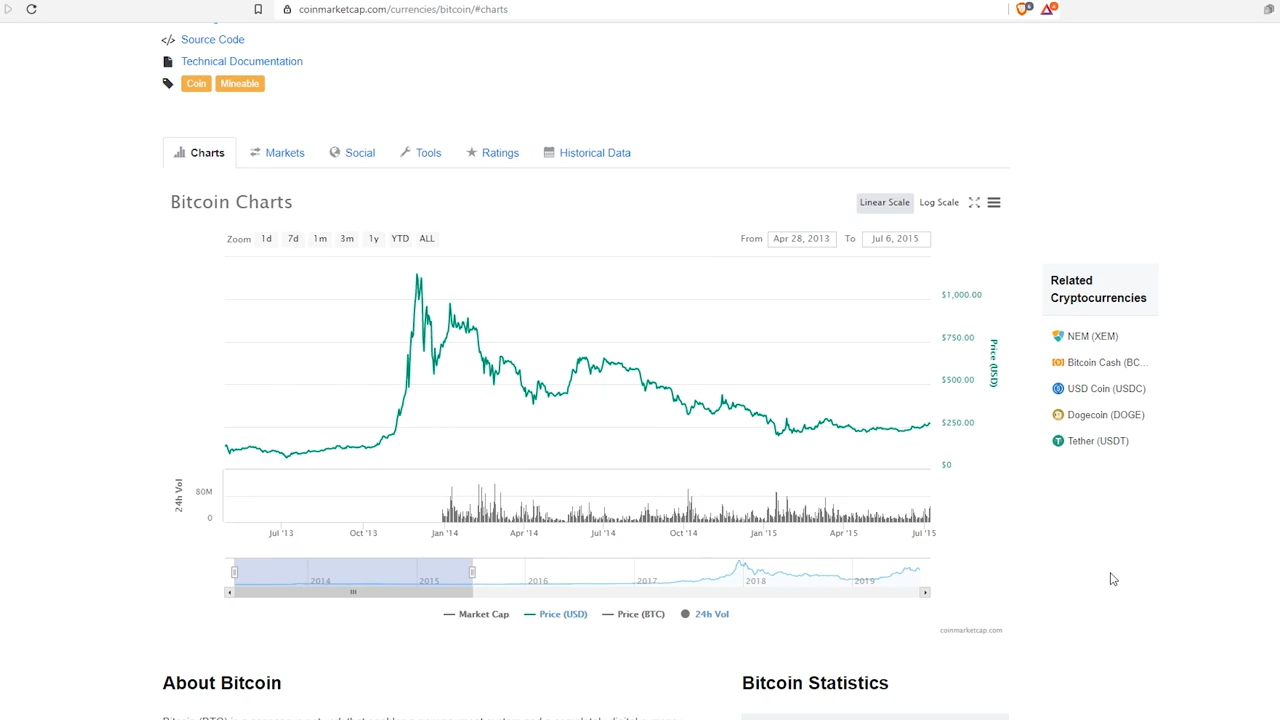 coinmarketcap.com/currencies/bitcoin/#charts
Source Code
Technical Documentation
Coin Mineable
Charts Markets Social Tools Ratings Historical Data
Bitcoin Charts
Linear Scale Log Scale
Zoom 1d 7d 1m 3m 1y YTD ALL
From Apr 28, 2013 To Jul 6, 2015
$1,000.00
$750.00
$500.00
$250.00
$0
Price (USD)
24h Vol
80M
0
Jul '13 Oct '13 Jan '14 Apr '14 Jul '14 Oct '14 Jan '15 Apr '15 Jul '15
2014 2015 2016 2017 2018 2019
Market Cap Price (USD) Price (BTC) 24h Vol
coinmarketcap.com
Related
Cryptocurrencies
NEM (XEM)
Bitcoin Cash (BC...
USD Coin (USDC)
Dogecoin (DOGE)
Tether (USDT)
About Bitcoin
Bitcoin Statistics